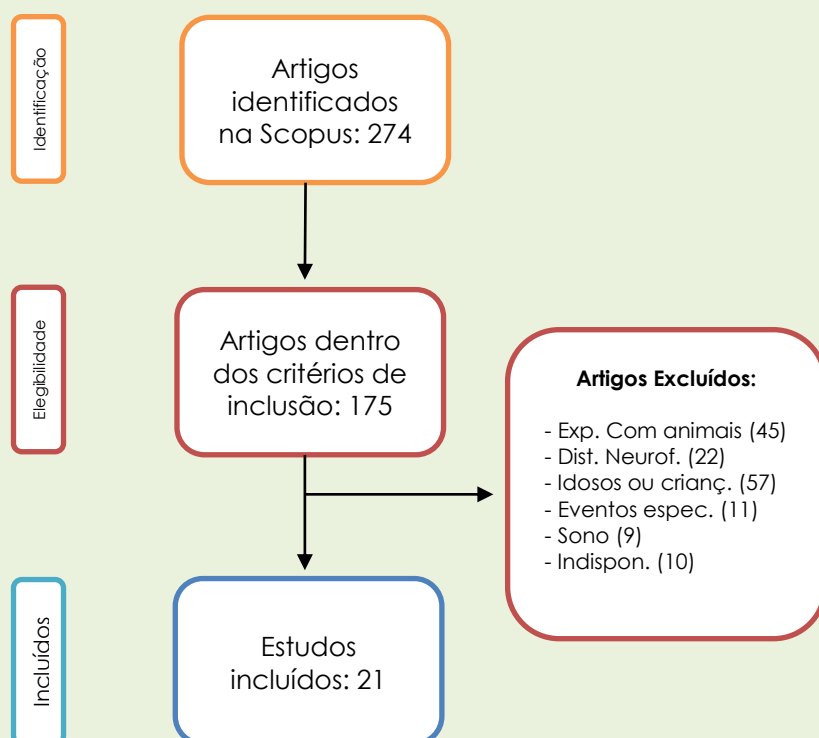 Identificação
Artigos
identificados
na Scopus: 274
Elegibilidade
Artigos dentro
dos critérios de
inclusão: 175
Artigos Excluídos:
- Exp. Com animais (45)
- Dist. Neurof. (22)
- Idosos ou crianç. (57)
- Eventos espec. (11)
- Sono (9)
- Indispon. (10)
Incluídos
Estudos
incluídos: 21